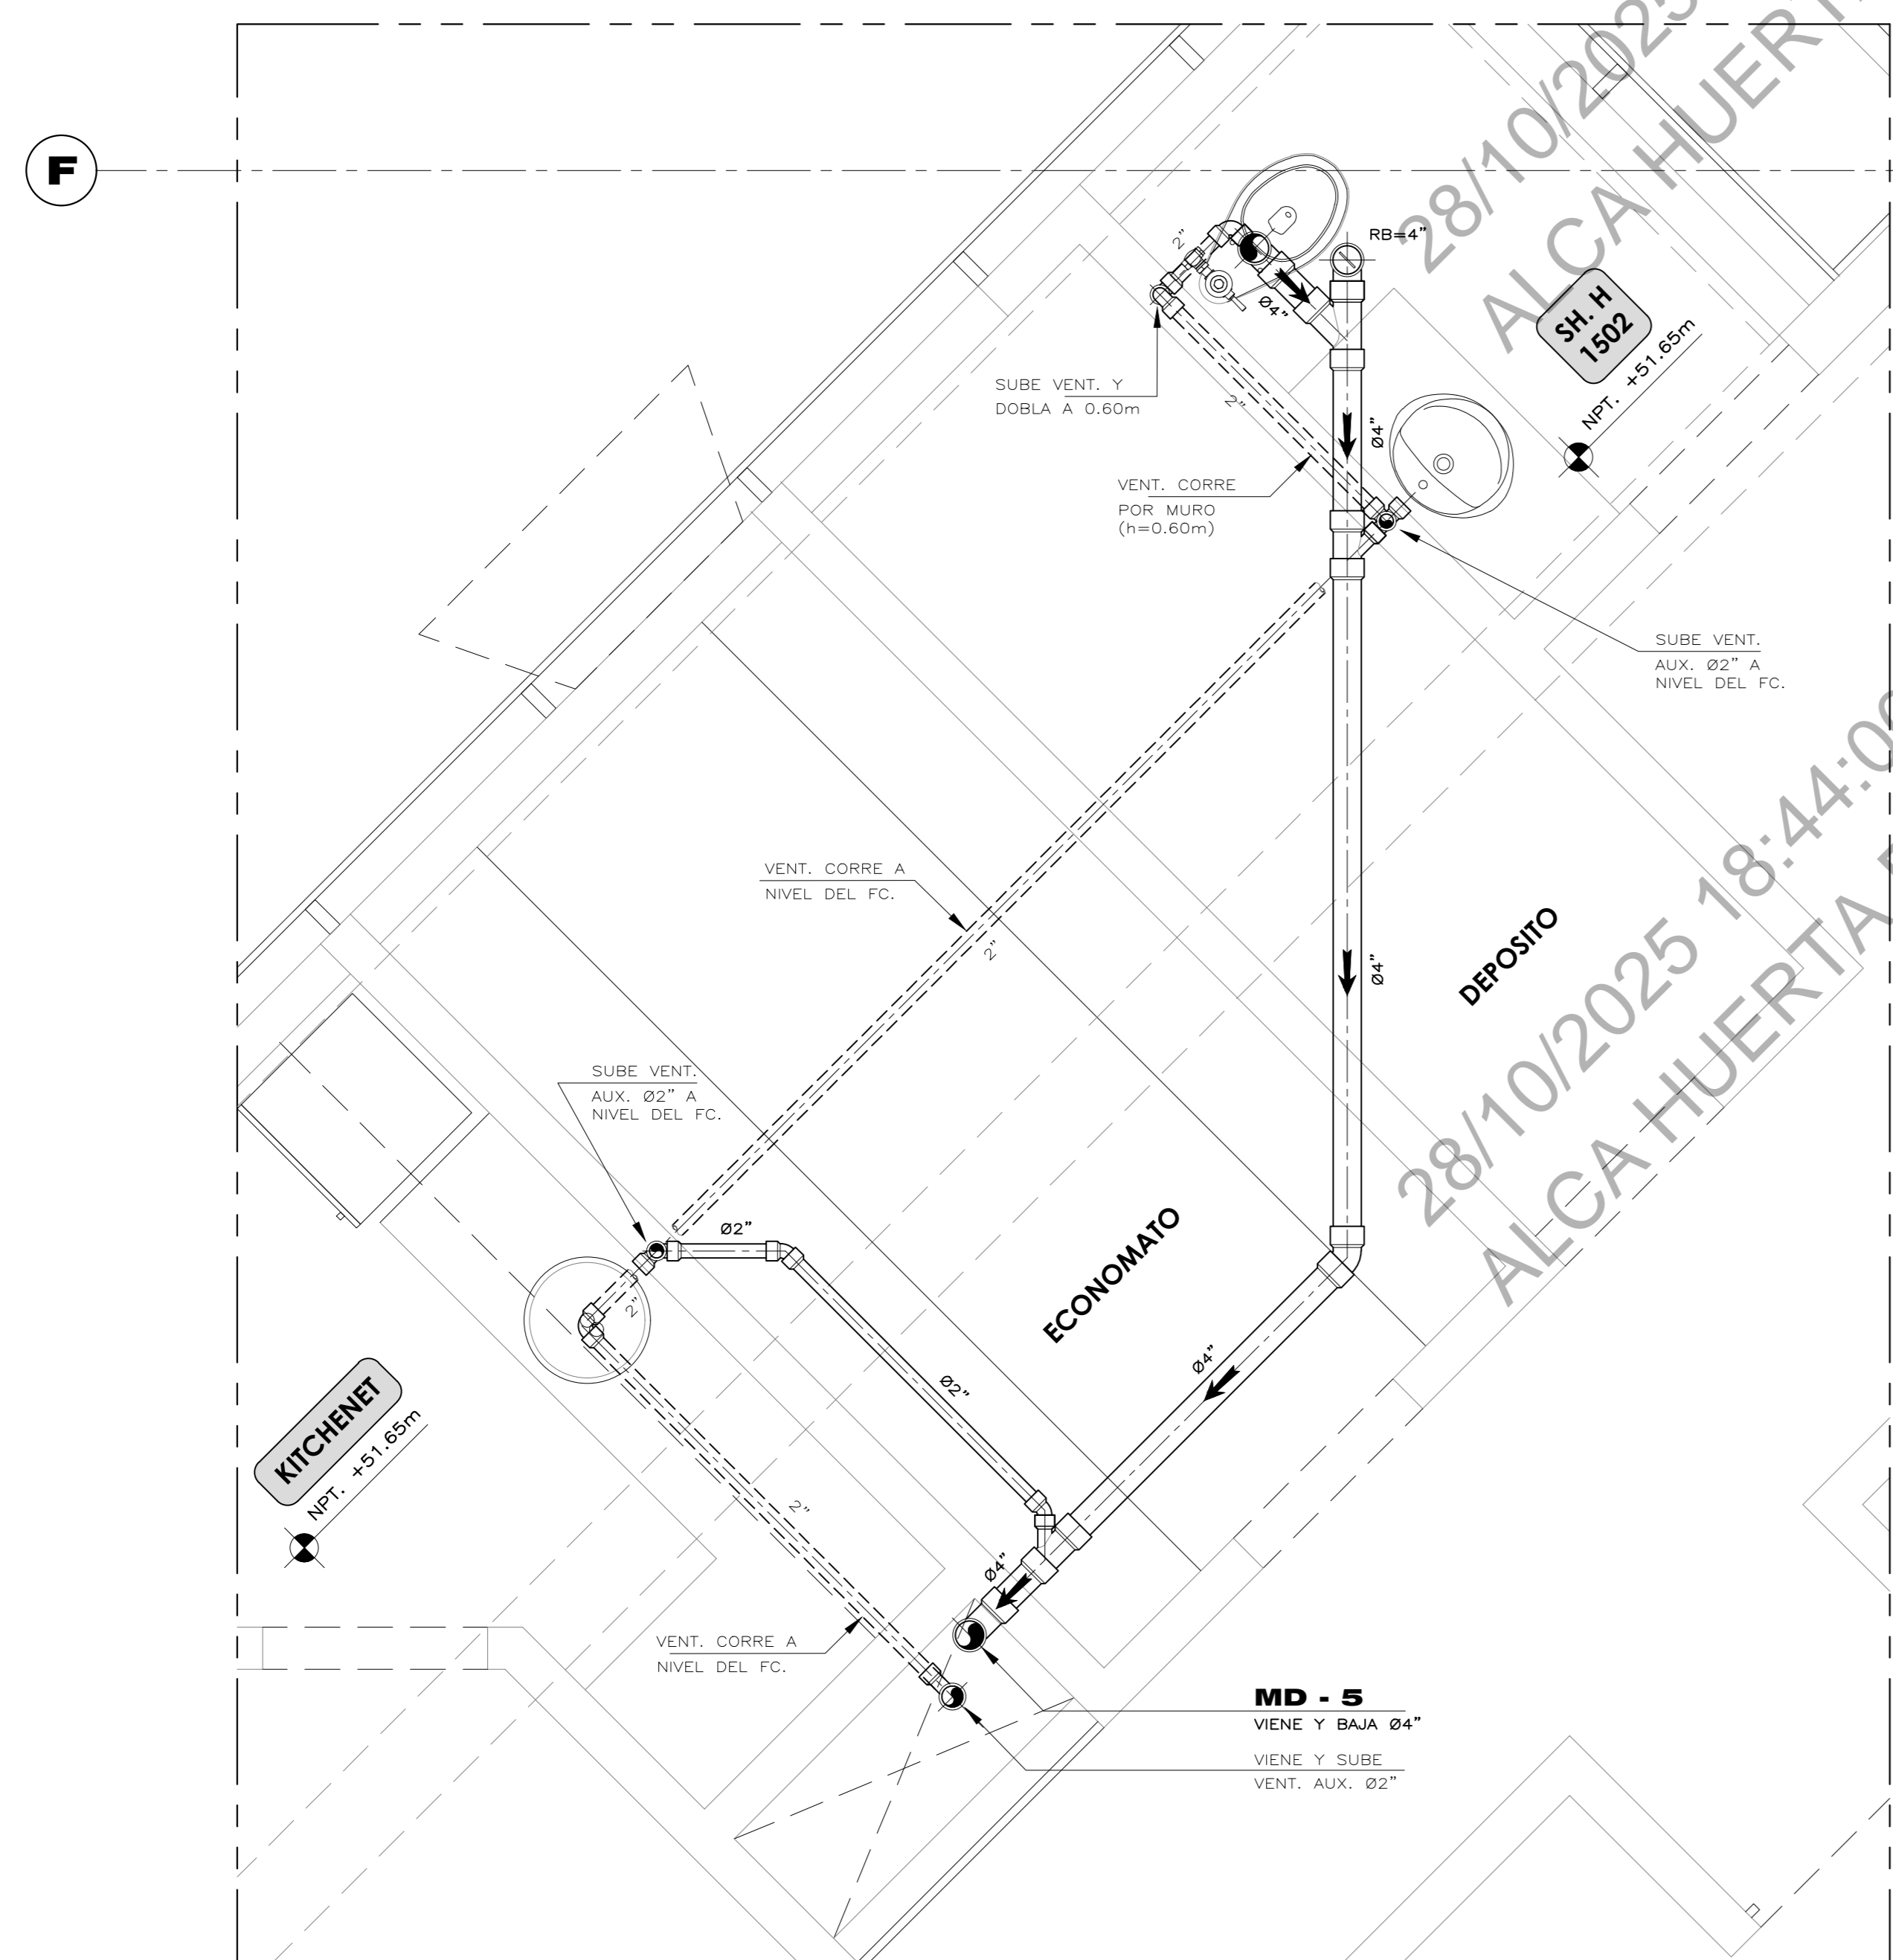 28/10/2025
ALCA HUERTA
F
RB=4"
2"
Ø4"
SH. H
1502
NPT. +51.65m
SUBE VENT. Y
DOBLA A 0.60m
2"
Ø4"
VENT. CORRE
POR MURO
(h=0.60m)
SUBE VENT.
AUX. Ø2" A
NIVEL DEL FC.
VENT. CORRE A
NIVEL DEL FC.
2"
Ø4"
DEPOSITO
28/10/2025 18:44:0
ALCA HUERTA
SUBE VENT.
AUX. Ø2" A
NIVEL DEL FC.
Ø2"
2"
ECONOMATO
Ø4"
Ø2"
KITCHENET
NPT. +51.65m
2"
Ø4"
VENT. CORRE A
NIVEL DEL FC.
MD - 5
VIENE Y BAJA Ø4"
VIENE Y SUBE
VENT. AUX. Ø2"